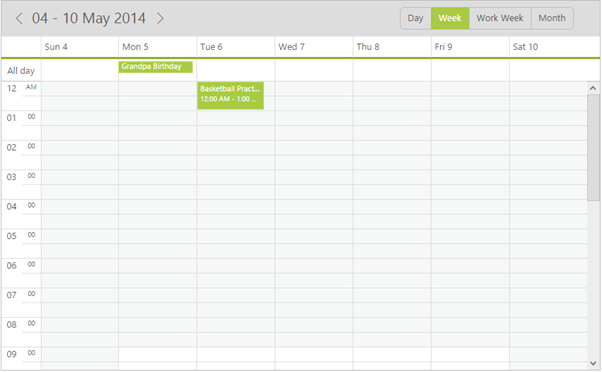 04 - 10 May 2014
Day Week Work Week Month
Sun 4 Mon 5 Tue 6 Wed 7 Thu 8 Fri 9 Sat 10
All day Grandpa Birthday
12 AM Basketball Pract...
12:00 AM - 1:00 ...
01 00
02 00
03 00
04 00
05 00
06 00
07 00
08 00
09 00